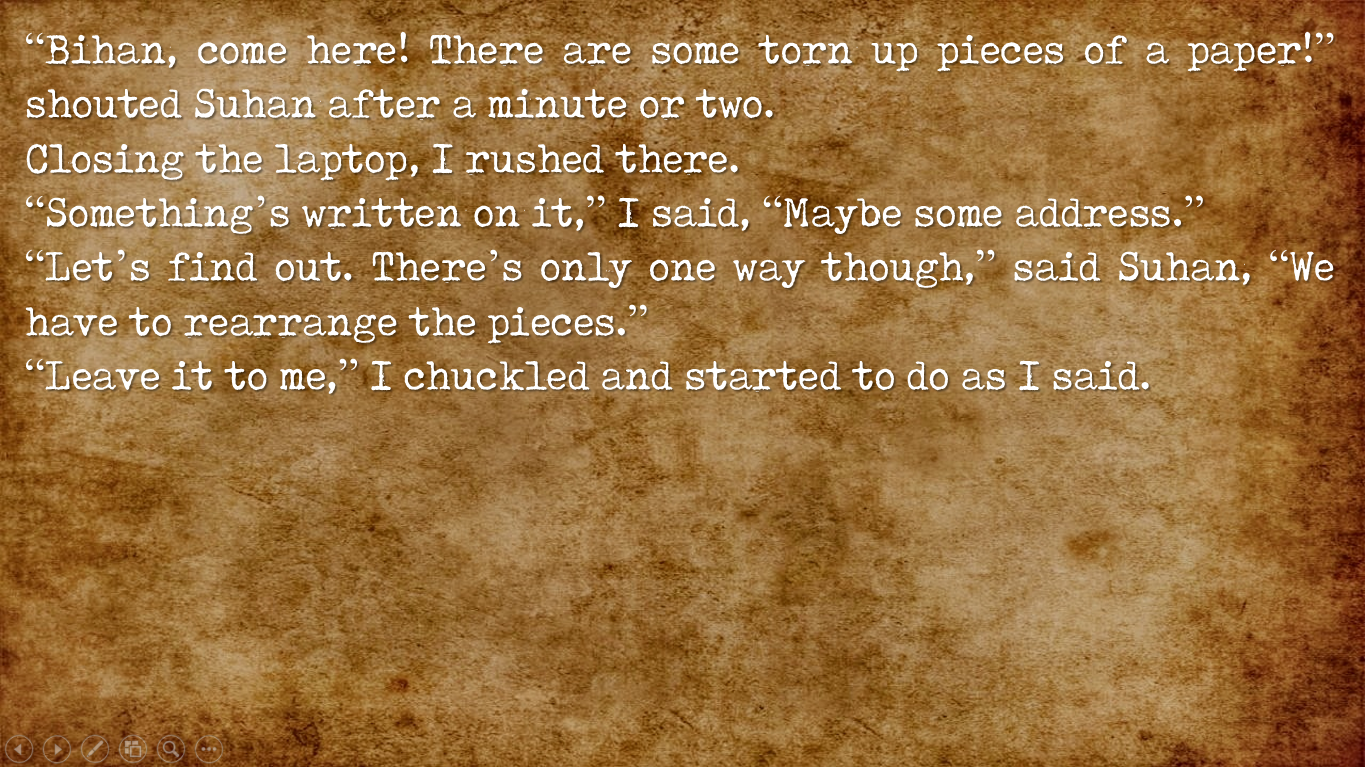 “Bihan, come here! There are some torn up pieces of a paper!”
shouted Suhan after a minute or two.
Closing the laptop, I rushed there.
“Something’s written on it,” I said, “Maybe some address.”
“Let’s find out. There’s only one way though,” said Suhan, “We
have to rearrange the pieces.”
“Leave it to me,” I chuckled and started to do as I said.